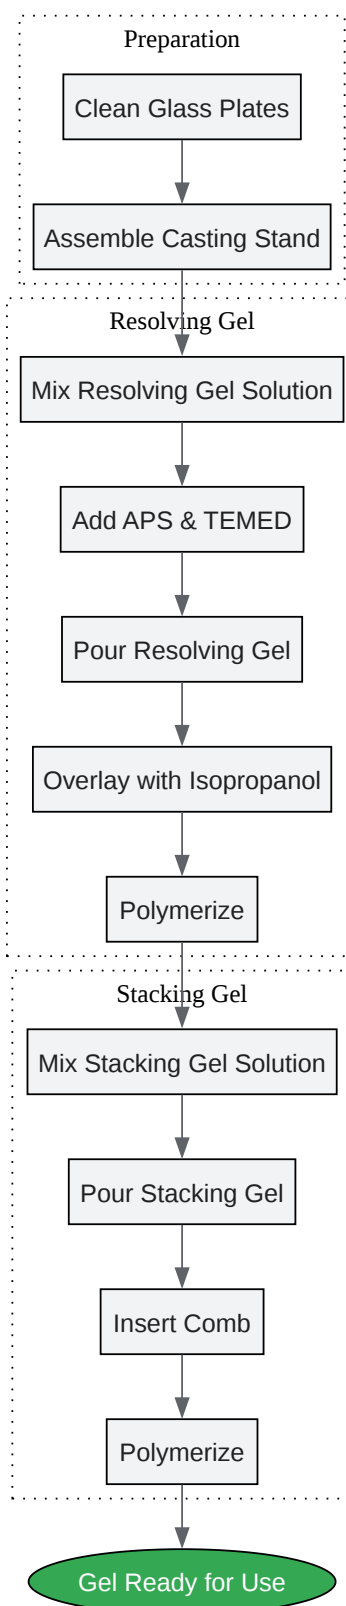 Preparation
Clean Glass Plates
Assemble Casting Stand
Resolving Gel
Mix Resolving Gel Solution
Add APS & TEMED
Pour Resolving Gel
Overlay with Isopropanol
Polymerize
Stacking Gel
Mix Stacking Gel Solution
Pour Stacking Gel
Insert Comb
Polymerize
Gel Ready for Use